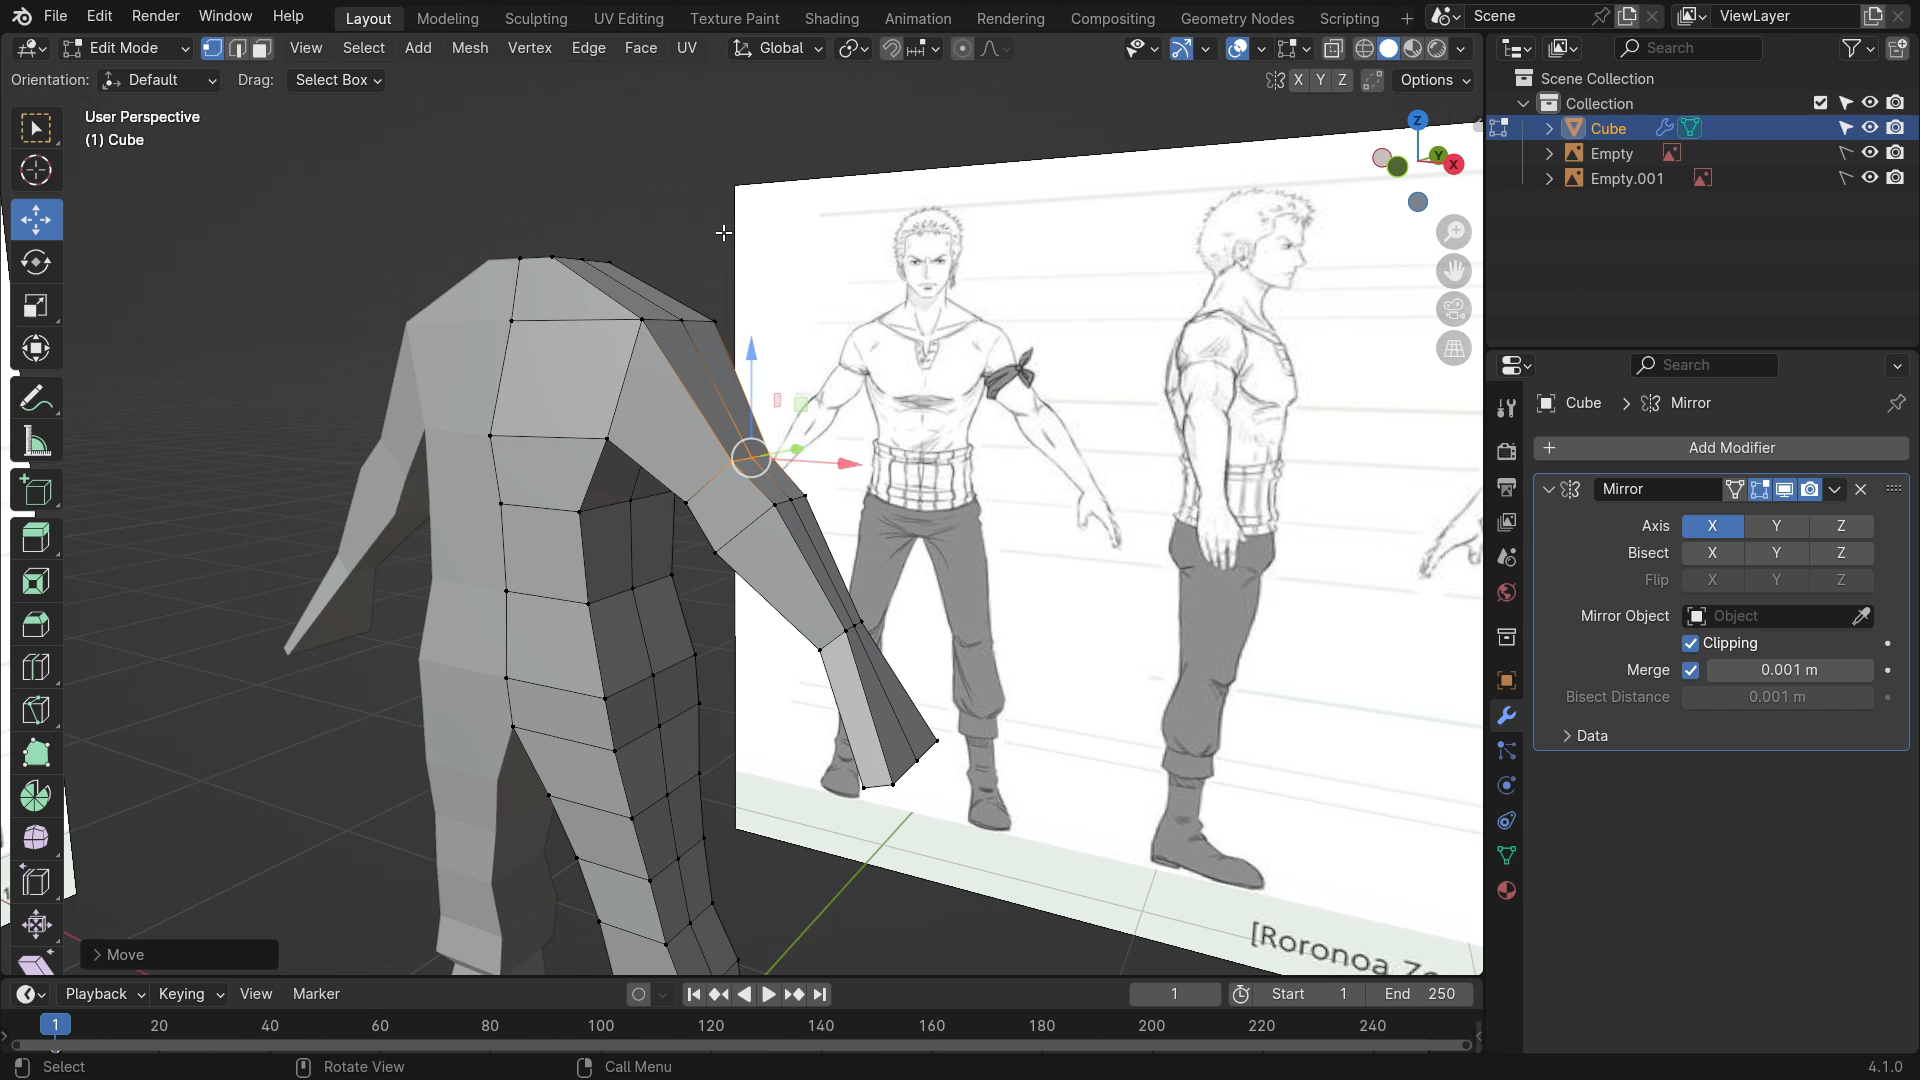 File Edit Render Window Help Layout Modeling Sculpting UV Editing Texture Paint Shading Animation Rendering Compositing Geometry Nodes Scripting + Scene ViewLayer
Edit Mode View Select Add Mesh Vertex Edge Face UV Global Search
Orientation: Default Drag: Select Box X Y Z Options
Scene Collection
Collection
Cube
Empty
Empty.001
User Perspective
(1) Cube
Z
Y
X
Search
Cube Mirror
Add Modifier
Mirror
Axis X Y Z
Bisect X Y Z
Flip X Y Z
Mirror Object Object
Clipping
Merge 0.001 m
Bisect Distance 0.001 m
Data
[Roronoa
Move
Playback Keying View Marker 1 Start 1 End 250
1 20 40 60 80 100 120 140 160 180 200 220 240
Select Rotate View Call Menu 4.1.0